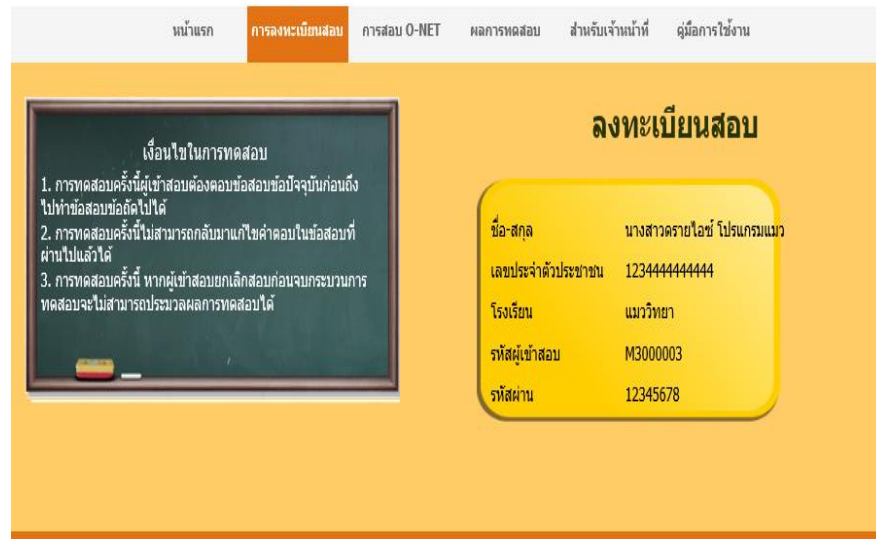 หน้าแรก การลงทะเบียนสอบ การสอบ O-NET ผลการทดสอบ สำหรับเจ้าหน้าที่ คู่มือการใช้งาน
เงื่อนไขในการทดสอบ
1. การทดสอบครั้งนี้ผู้เข้าสอบต้องตอบข้อสอบข้อปัจจุบันก่อนถึง
ไปทำข้อสอบข้อถัดไปได้
2. การทดสอบครั้งนี้ไม่สามารถกลับมาแก้ไขคำตอบในข้อสอบที่
ผ่านไปแล้วได้
3. การทดสอบครั้งนี้ หากผู้เข้าสอบยกเลิกสอบก่อนจบกระบวนการ
ทดสอบจะไม่สามารถประมวลผลการทดสอบได้
ลงทะเบียนสอบ
ชื่อ-สกุล นางสาวดรายไอซ์ โปรแกรมแมว
เลขประจำตัวประชาชน 1234444444444
โรงเรียน แมววิทยา
รหัสผู้เข้าสอบ M3000003
รหัสผ่าน 12345678